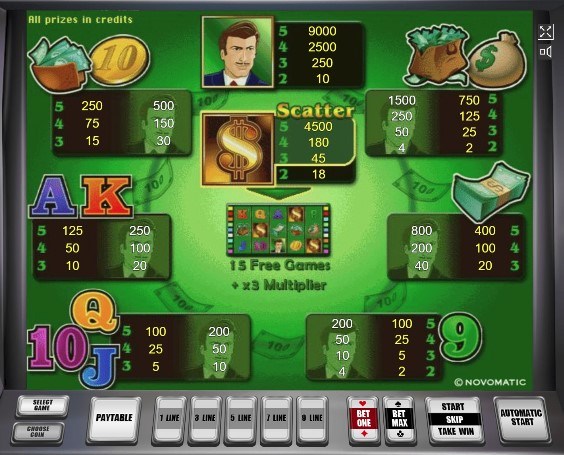 All prizes in credits
5 9000
4 2500
3 250
2 10
10
$
5 250 500
4 75 150
3 15 30
Scatter
$
5 4500
4 180
3 45
2 18
1500 750 5
250 125 4
50 25 3
4 2 2
A K
5 125 250
4 50 100
3 10 20
800 400 5
200 100 4
40 20 3
15 Free Games
+ x3 Multiplier
Q
10
J
5 100 200
4 25 50
3 5 10
200 100 5
50 25 4
10 5 3
4 2 2
9
© NOVOMATIC
SELECT GAME
CHOOSE COIN
PAYTABLE
1 LINE
3 LINE
5 LINE
7 LINE
9 LINE
BET ONE
BET MAX
START
SKIP
TAKE WIN
AUTOMATIC START